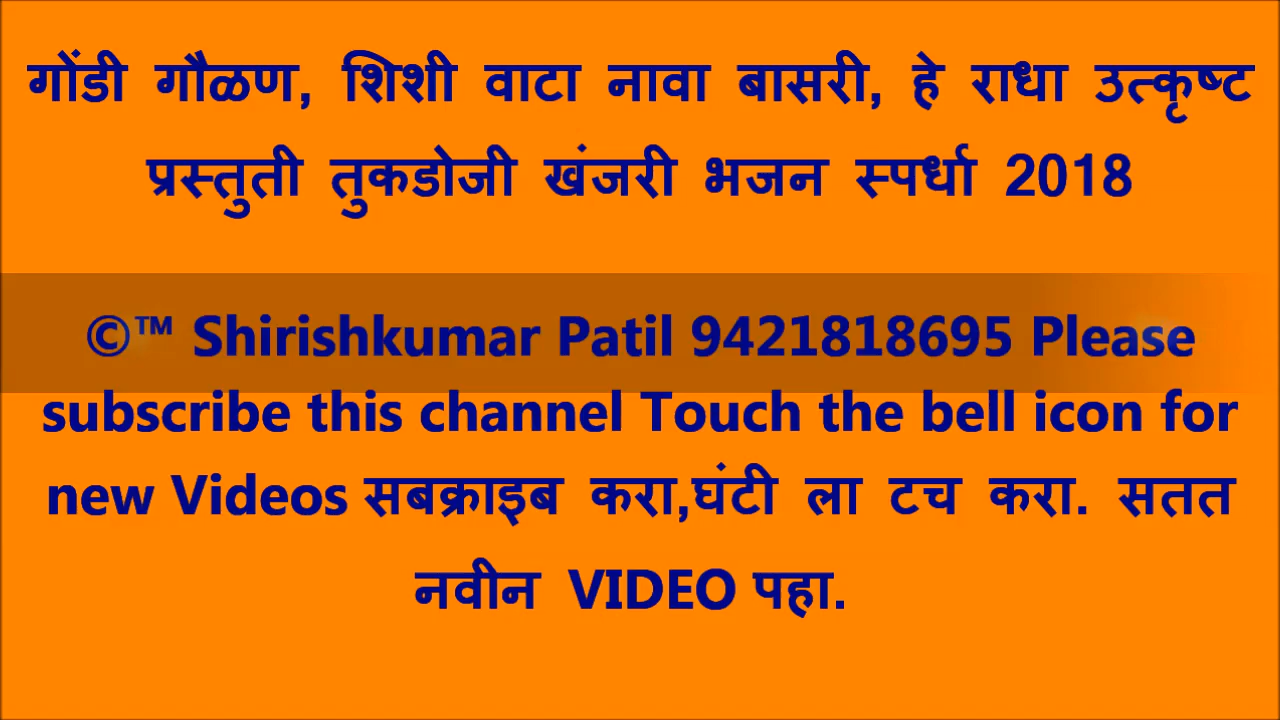 गोंडी गौळण, शिशी वाटा नावा बासरी, हे राधा उत्कृष्ट
प्रस्तुती तुकडोजी खंजरी भजन स्पर्धा 2018
©™ Shirishkumar Patil 9421818695 Please
subscribe this channel Touch the bell icon for
new Videos सबक्राइब करा,घंटी ला टच करा. सतत
नवीन VIDEO पहा.